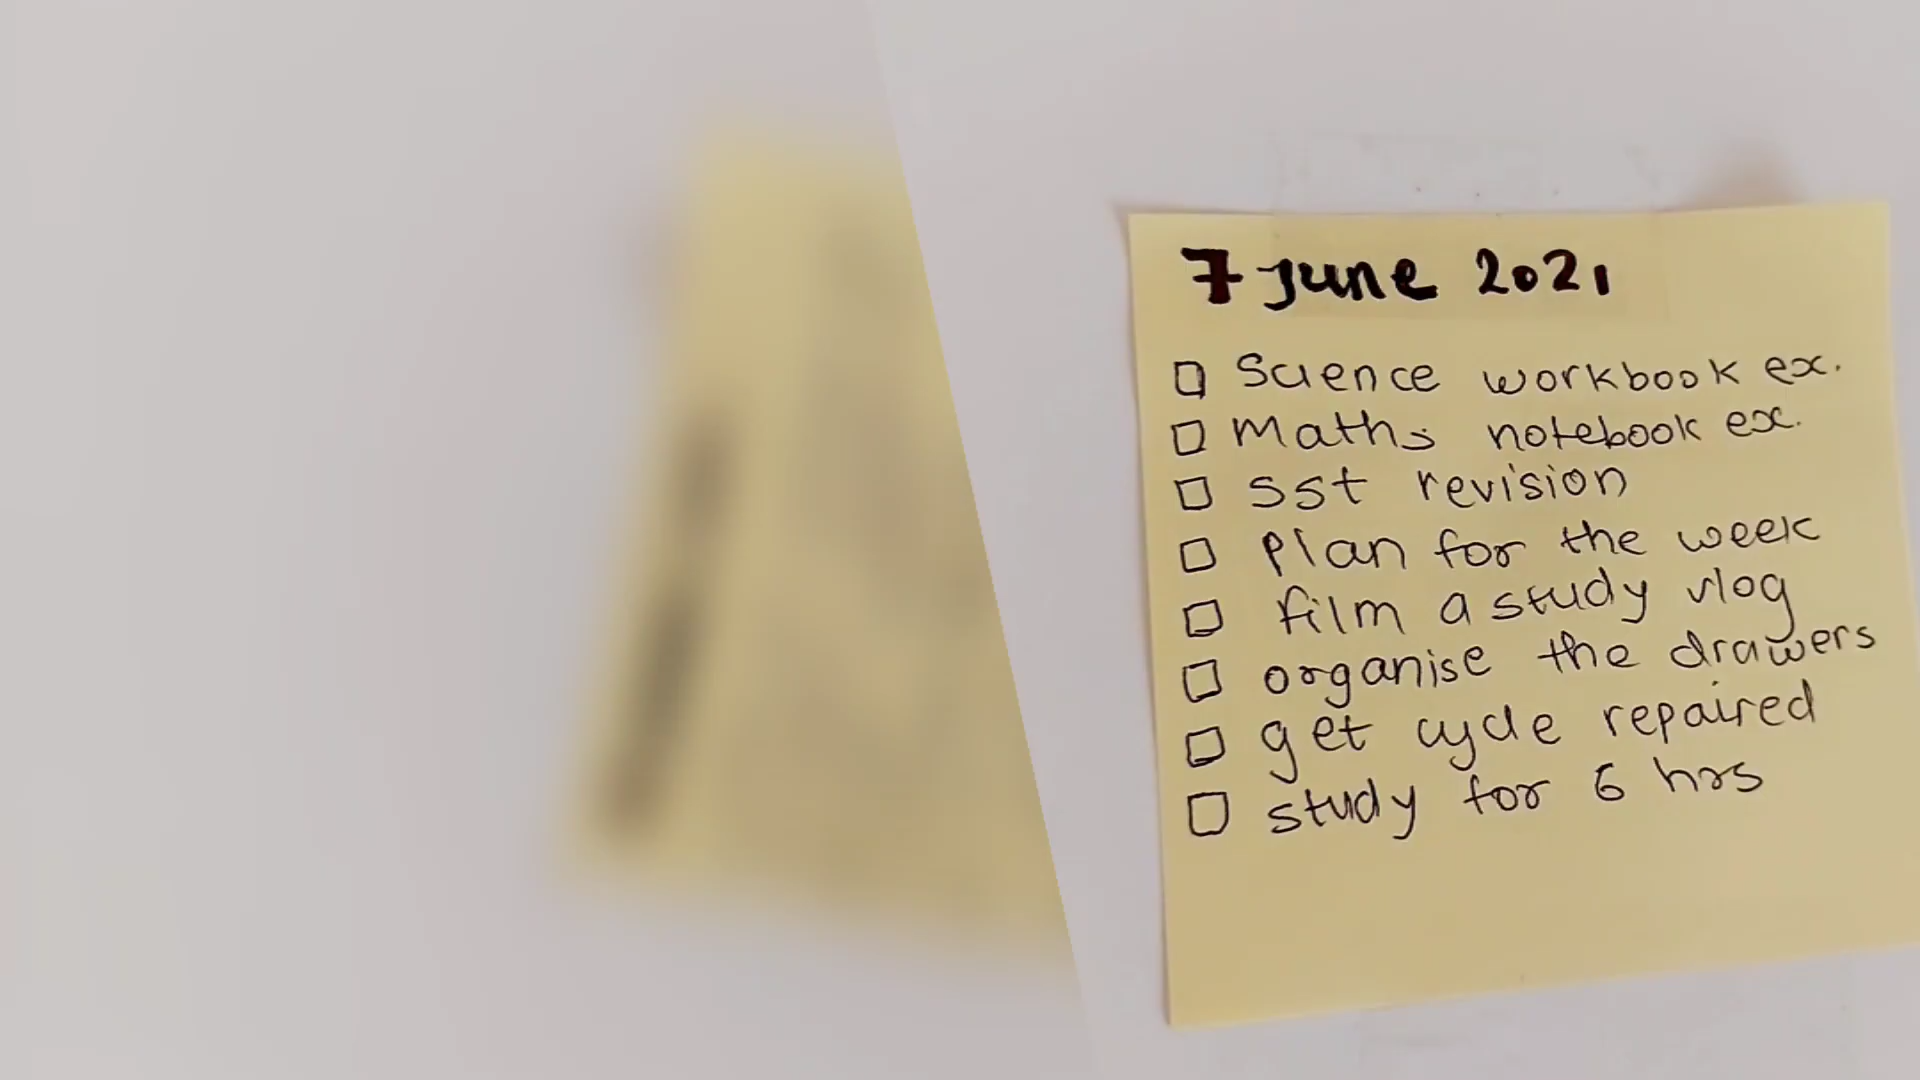 7 June 2021
Science workbook ex.
Maths notebook ex.
sst revision
plan for the week
film a study vlog
organise the drawers
get cycle repaired
study for 6 hrs